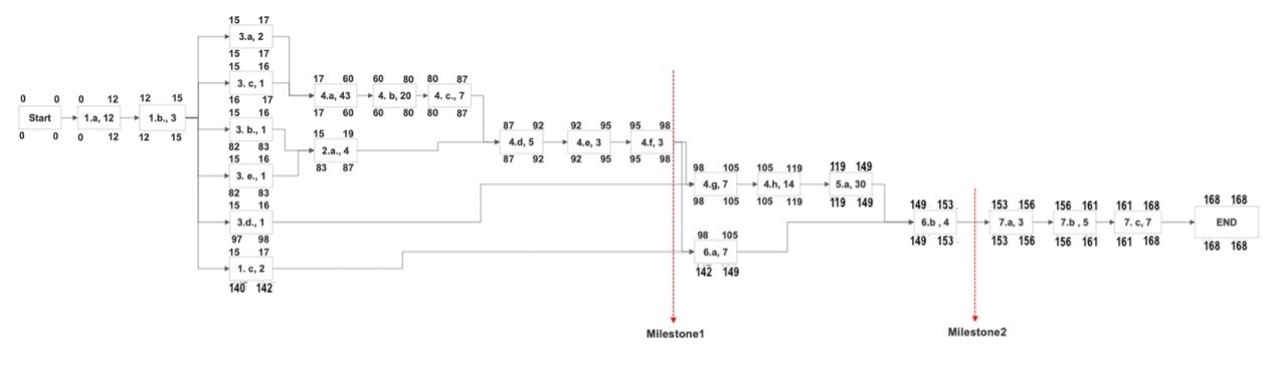 15 17
3.a, 2
15 17
15 16
3. c, 1
16 17
17 60
4.a, 43
17 60
60 80
4. b, 20
60 80
80 87
4. c., 7
80 87
0 0
Start
0 0
0 12
1.a, 12
0 12
12 15
1.b., 3
12 15
15 16
3. b., 1
82 83
15 19
2.a., 4
83 87
15 16
3. e., 1
82 83
87 92
4.d, 5
87 92
92 95
4.e, 3
92 95
95 98
4.f, 3
95 98
98 105
4.g, 7
98 105
105 119
4.h, 14
105 119
119 149
5.a, 30
119 149
15 16
3.d., 1
97 98
149 153
6.b , 4
149 153
153 156
7.a, 3
153 156
156 161
7.b , 5
156 161
161 168
7. c, 7
161 168
168 168
END
168 168
15 17
1. c, 2
140 142
98 105
6.a, 7
142 149
Milestone1
Milestone2